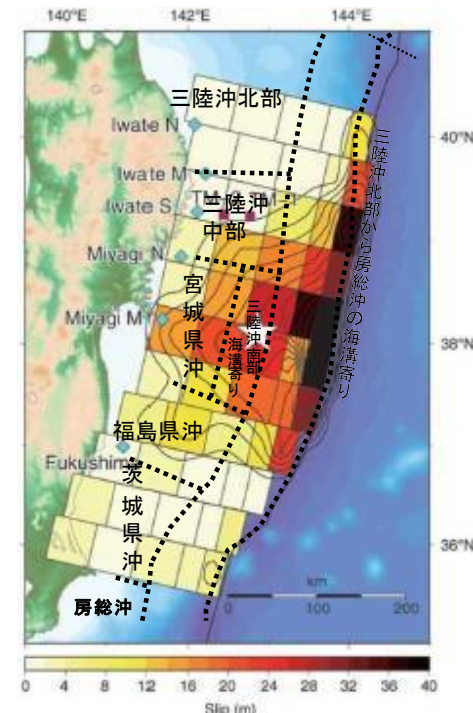 140°E 142°E 144°E
三陸沖北部
Iwate N
40°N
Iwate M
Iwate S
三陸沖
中部
Miyagi N
宮城県沖
三陸沖南部
海溝寄り
三陸沖北部から房総沖の海溝寄り
Miyagi M
38°N
福島県沖
Fukushima
茨城県沖
36°N
房総沖
km
0 100 200
0 4 8 12 16 20 24 28 32 36 40
Slip (m)